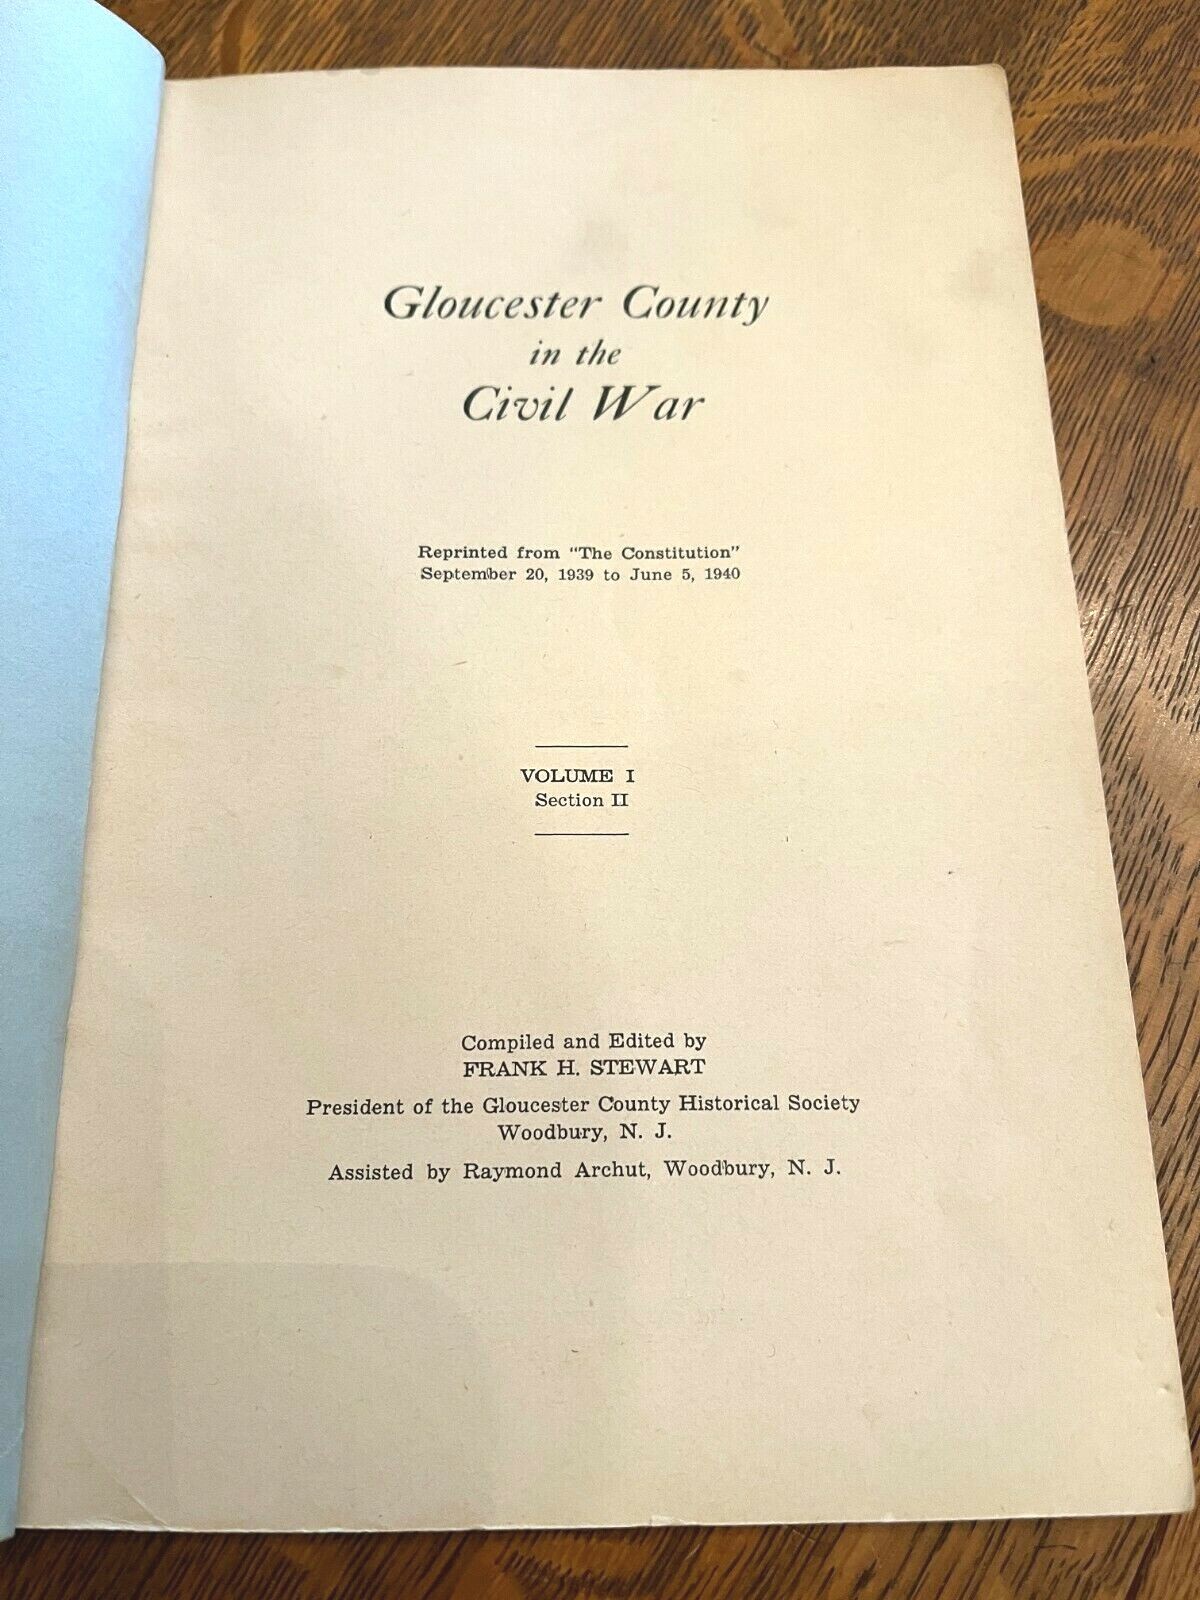 Gloucester County
in the
Civil War
Reprinted from "The Constitution"
September 20, 1939 to June 5, 1940
VOLUME I
Section II
Compiled and Edited by
FRANK H. STEWART
President of the Gloucester County Historical Society
Woodbury, N. J.
Assisted by Raymond Archut, Woodbury, N. J.